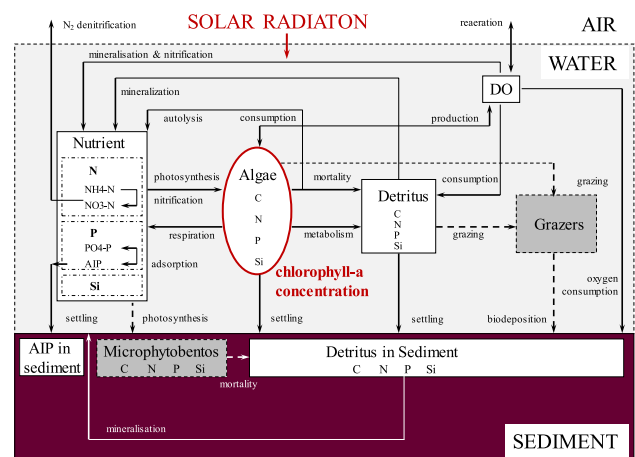 N2 denitrification
SOLAR RADIATON
reaeration
AIR
WATER
mineralisation & nitrification
mineralization
DO
autolysis
consumption
production
Nutrient
N
NH4-N
NO3-N
P
PO4-P
AIP
Si
photosynthesis
nitrification
respiration
adsorption
Algae
C
N
P
Si
mortality
metabolism
Detritus
C
N
P
Si
consumption
grazing
grazing
Grazers
chlorophyll-a
concentration
oxygen
consumption
settling
photosynthesis
settling
settling
biodeposition
AIP in
sediment
Microphytobentos
C N P Si
mortality
Detritus in Sediment
C N P Si
mineralisation
SEDIMENT